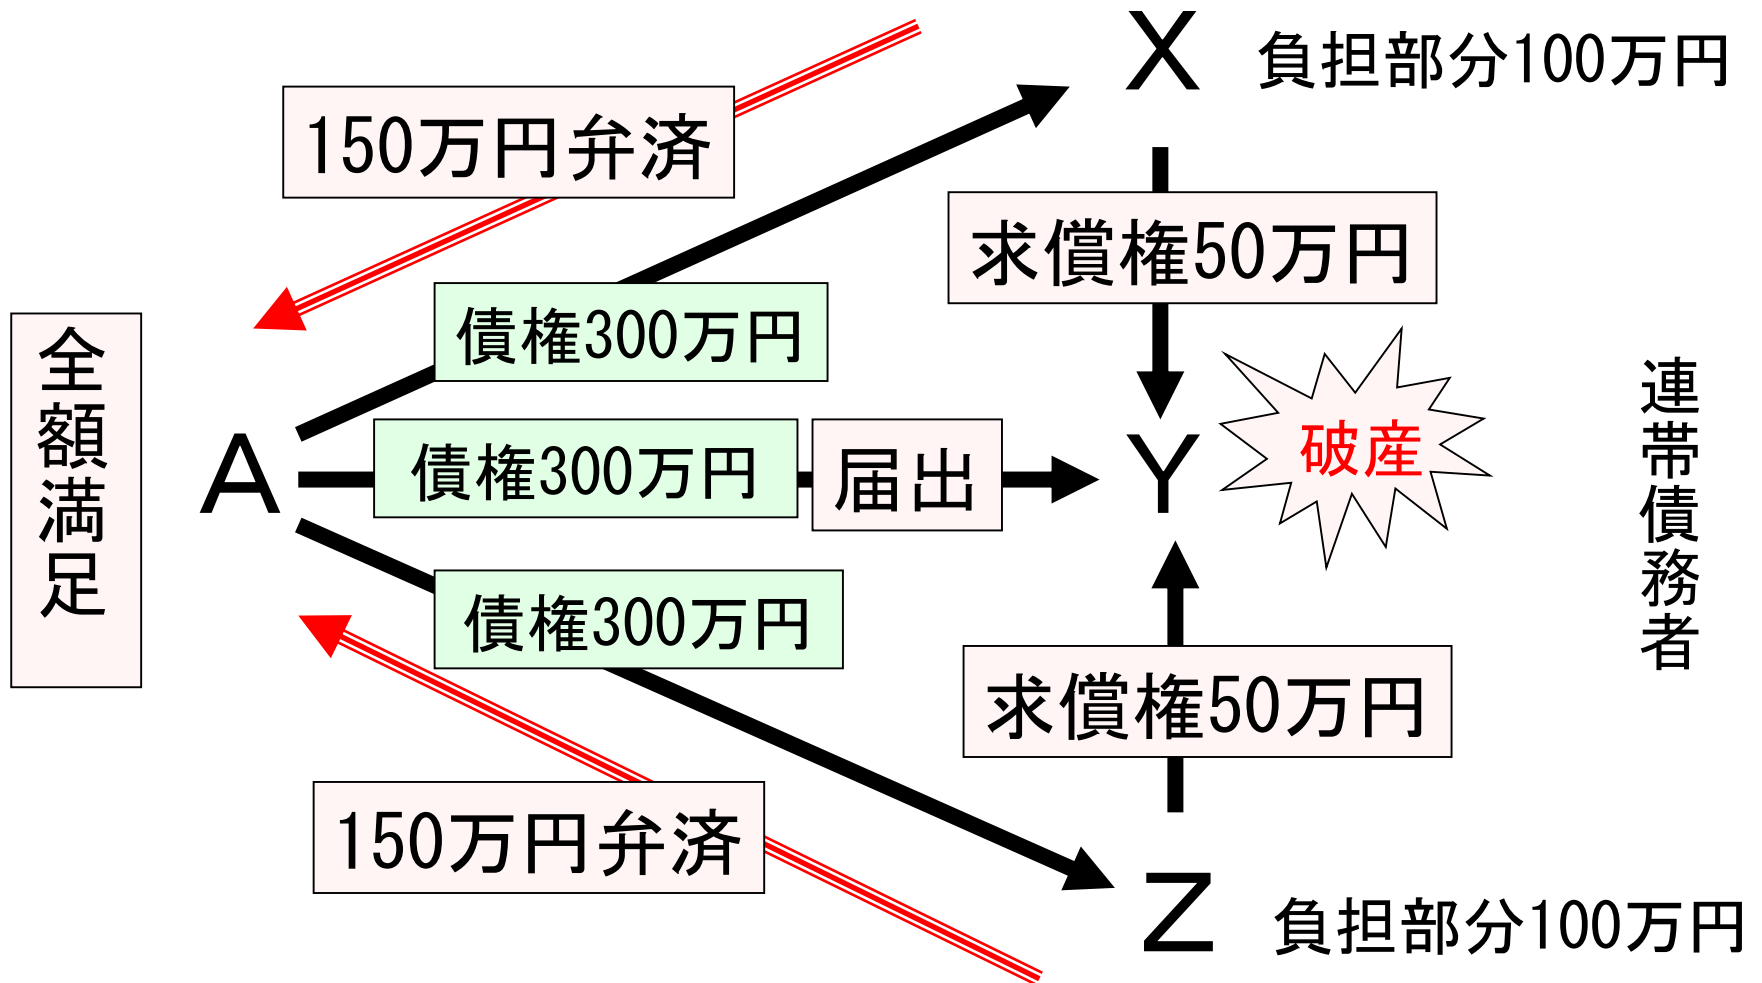 X 負担部分100万円
150万円弁済
求償権50万円
債権300万円
全額満足
A
債権300万円
届出
Y
破産
連帯債務者
債権300万円
求償権50万円
150万円弁済
Z 負担部分100万円